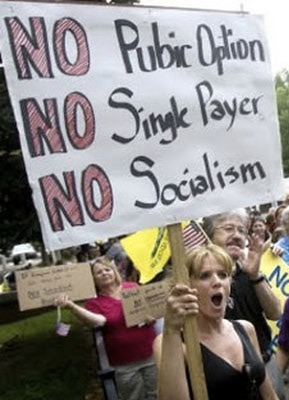 NO Pubic Option
NO Single Payer
NO Socialism